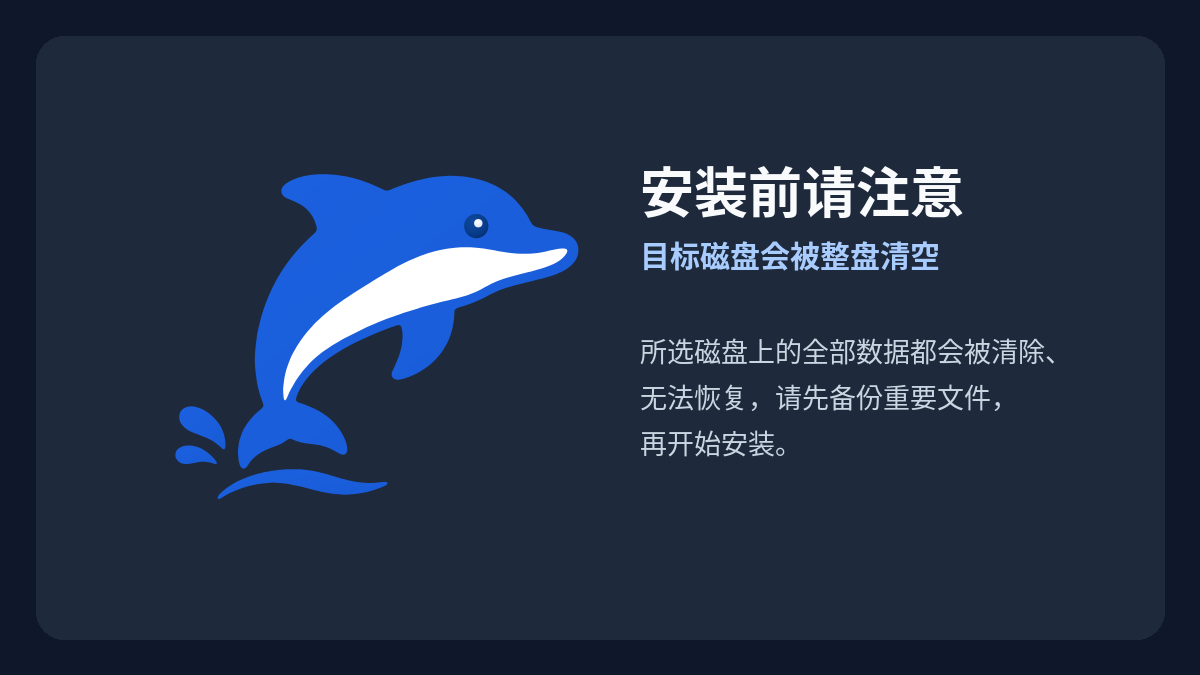 安装前请注意
目标磁盘会被整盘清空
所选磁盘上的全部数据都会被清除、
无法恢复，请先备份重要文件，
再开始安装。